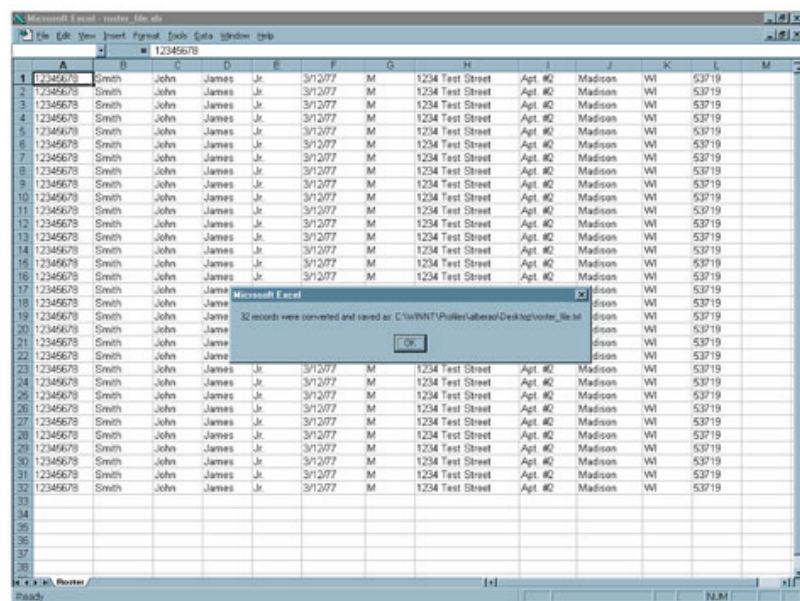 Microsoft Excel - roster_file.xls
File Edit View Insert Format Tools Data Window Help
= 12345678
A B C D E F G H I J K L M
1 12345678 Smith John James Jr. 3/12/77 M 1234 Test Street Apt. #2 Madison WI 53719
2 12345678 Smith John James Jr. 3/12/77 M 1234 Test Street Apt. #2 Madison WI 53719
3 12345678 Smith John James Jr. 3/12/77 M 1234 Test Street Apt. #2 Madison WI 53719
4 12345678 Smith John James Jr. 3/12/77 M 1234 Test Street Apt. #2 Madison WI 53719
5 12345678 Smith John James Jr. 3/12/77 M 1234 Test Street Apt. #2 Madison WI 53719
6 12345678 Smith John James Jr. 3/12/77 M 1234 Test Street Apt. #2 Madison WI 53719
7 12345678 Smith John James Jr. 3/12/77 M 1234 Test Street Apt. #2 Madison WI 53719
8 12345678 Smith John James Jr. 3/12/77 M 1234 Test Street Apt. #2 Madison WI 53719
9 12345678 Smith John James Jr. 3/12/77 M 1234 Test Street Apt. #2 Madison WI 53719
10 12345678 Smith John James Jr. 3/12/77 M 1234 Test Street Apt. #2 Madison WI 53719
11 12345678 Smith John James Jr. 3/12/77 M 1234 Test Street Apt. #2 Madison WI 53719
12 12345678 Smith John James Jr. 3/12/77 M 1234 Test Street Apt. #2 Madison WI 53719
13 12345678 Smith John James Jr. 3/12/77 M 1234 Test Street Apt. #2 Madison WI 53719
14 12345678 Smith John James Jr. 3/12/77 M 1234 Test Street Apt. #2 Madison WI 53719
15 12345678 Smith John James Jr. 3/12/77 M 1234 Test Street Apt. #2 Madison WI 53719
16 12345678 Smith John James Jr. 3/12/77 M 1234 Test Street Apt. #2 Madison WI 53719
17 12345678 Smith John Jame dison WI 53719
18 12345678 Smith John Jame dison WI 53719
19 12345678 Smith John Jame dison WI 53719
20 12345678 Smith John Jame dison WI 53719
21 12345678 Smith John Jame dison WI 53719
22 12345678 Smith John Jame dison WI 53719
Microsoft Excel
32 records were converted and saved as: C:\WINNT\Profiles\alberao\Desktop\roster_file.txt
OK
23 12345678 Smith John James Jr. 3/12/77 M 1234 Test Street Apt. #2 Madison WI 53719
24 12345678 Smith John James Jr. 3/12/77 M 1234 Test Street Apt. #2 Madison WI 53719
25 12345678 Smith John James Jr. 3/12/77 M 1234 Test Street Apt. #2 Madison WI 53719
26 12345678 Smith John James Jr. 3/12/77 M 1234 Test Street Apt. #2 Madison WI 53719
27 12345678 Smith John James Jr. 3/12/77 M 1234 Test Street Apt. #2 Madison WI 53719
28 12345678 Smith John James Jr. 3/12/77 M 1234 Test Street Apt. #2 Madison WI 53719
29 12345678 Smith John James Jr. 3/12/77 M 1234 Test Street Apt. #2 Madison WI 53719
30 12345678 Smith John James Jr. 3/12/77 M 1234 Test Street Apt. #2 Madison WI 53719
31 12345678 Smith John James Jr. 3/12/77 M 1234 Test Street Apt. #2 Madison WI 53719
32 12345678 Smith John James Jr. 3/12/77 M 1234 Test Street Apt. #2 Madison WI 53719
33
34
35
36
37
38
Roster
Ready NUM